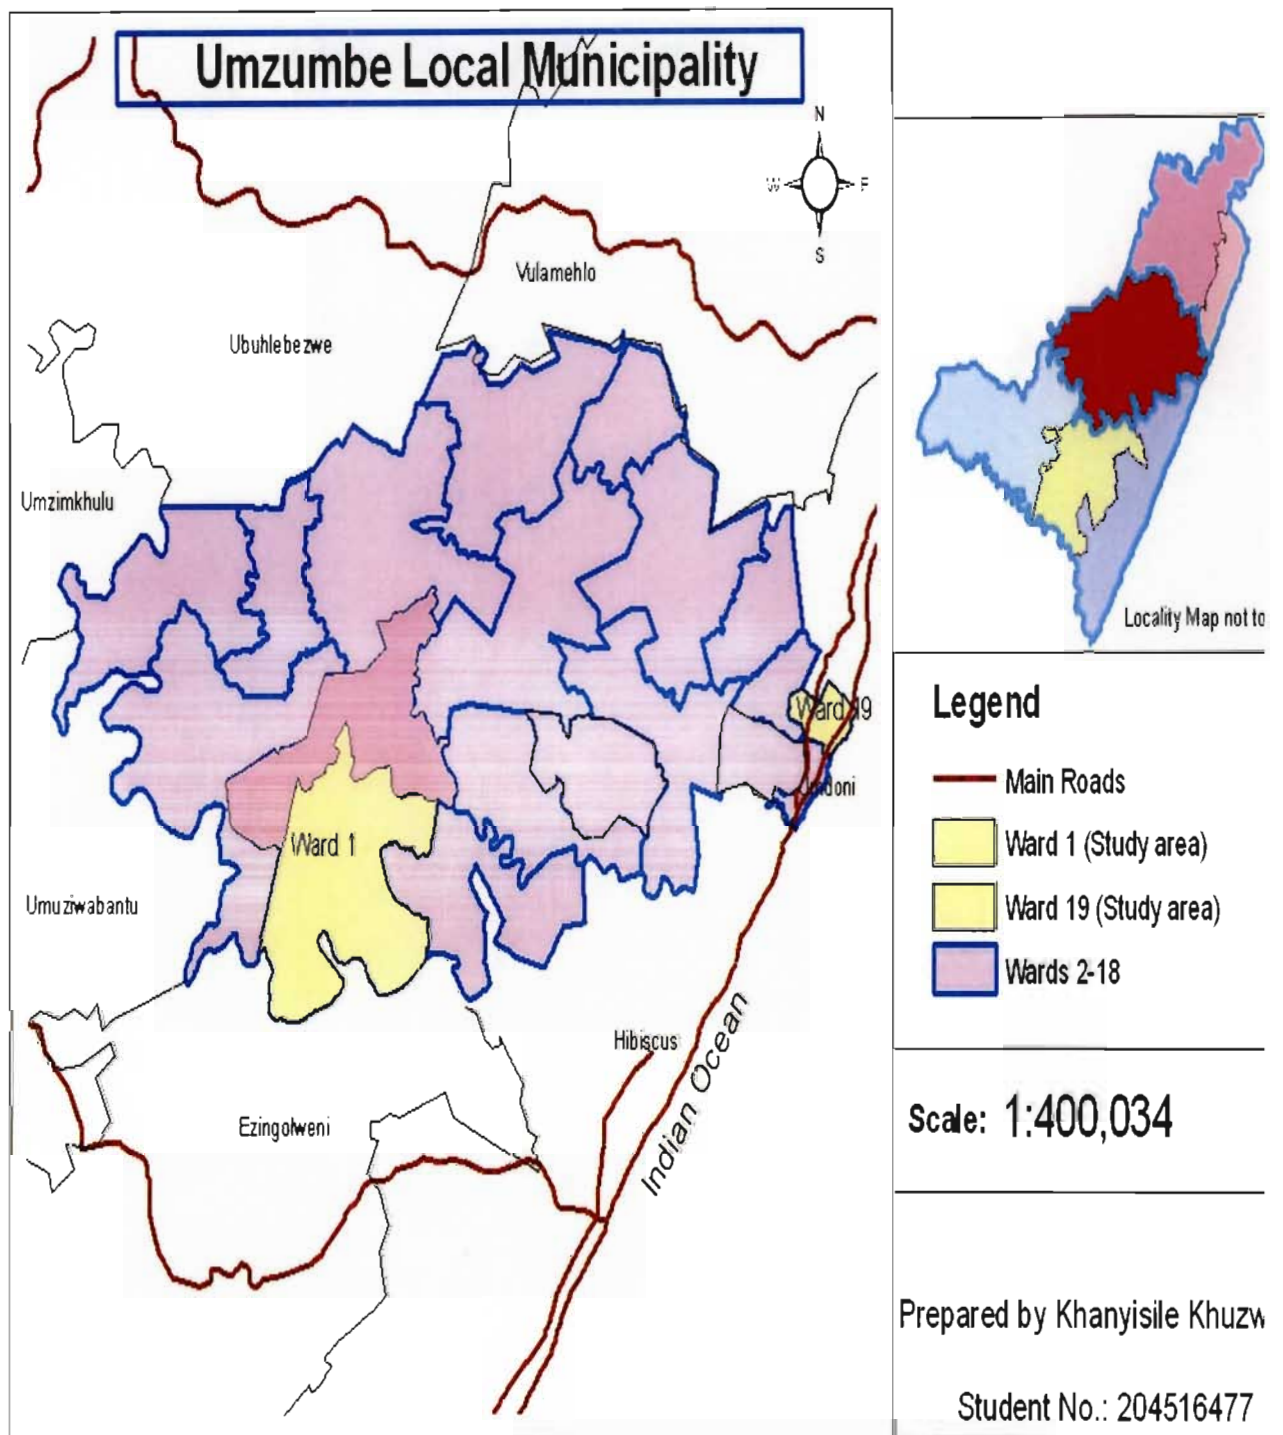 Umzumbe Local Municipality
N
W
S
Vulamehlo
Ubuhlebezwe
Umzimkhulu
Ward 19
Ward 1
Umuziwabantu
Hibiscus
Indian Ocean
Ezingolweni
Locality Map not to
Legend
Main Roads
Ward 1 (Study area)
Ward 19 (Study area)
Wards 2-18
Scale: 1:400,034
Prepared by Khanyisile Khuzw
Student No.: 204516477